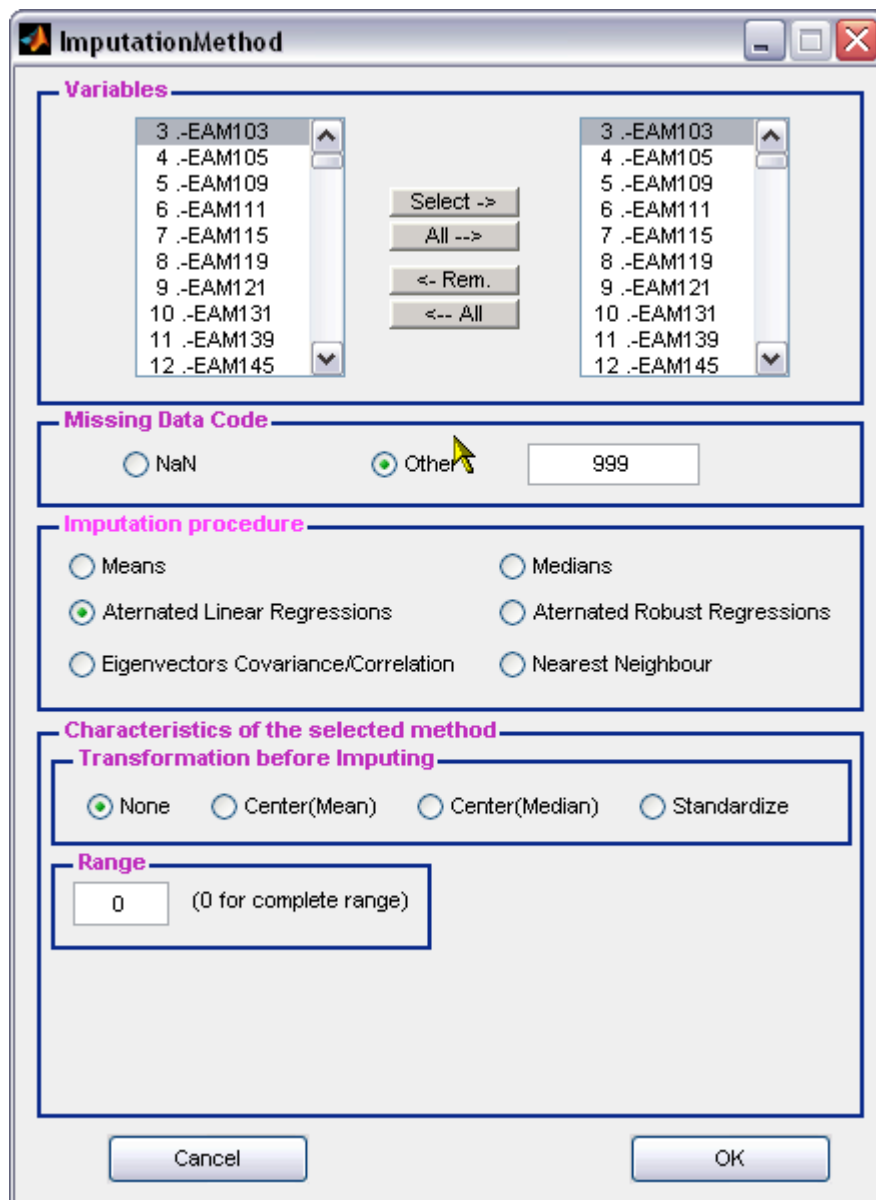 ImputationMethod
Variables
3 .-EAM103
4 .-EAM105
5 .-EAM109
6 .-EAM111
7 .-EAM115
8 .-EAM119
9 .-EAM121
10 .-EAM131
11 .-EAM139
12 .-EAM145
Select ->
All -->
<- Rem.
<-- All
3 .-EAM103
4 .-EAM105
5 .-EAM109
6 .-EAM111
7 .-EAM115
8 .-EAM119
9 .-EAM121
10 .-EAM131
11 .-EAM139
12 .-EAM145
Missing Data Code
NaN Other 999
Imputation procedure
Means Medians
Aternated Linear Regressions Aternated Robust Regressions
Eigenvectors Covariance/Correlation Nearest Neighbour
Characteristics of the selected method
Transformation before Imputing
None Center(Mean) Center(Median) Standardize
Range
0 (0 for complete range)
Cancel OK